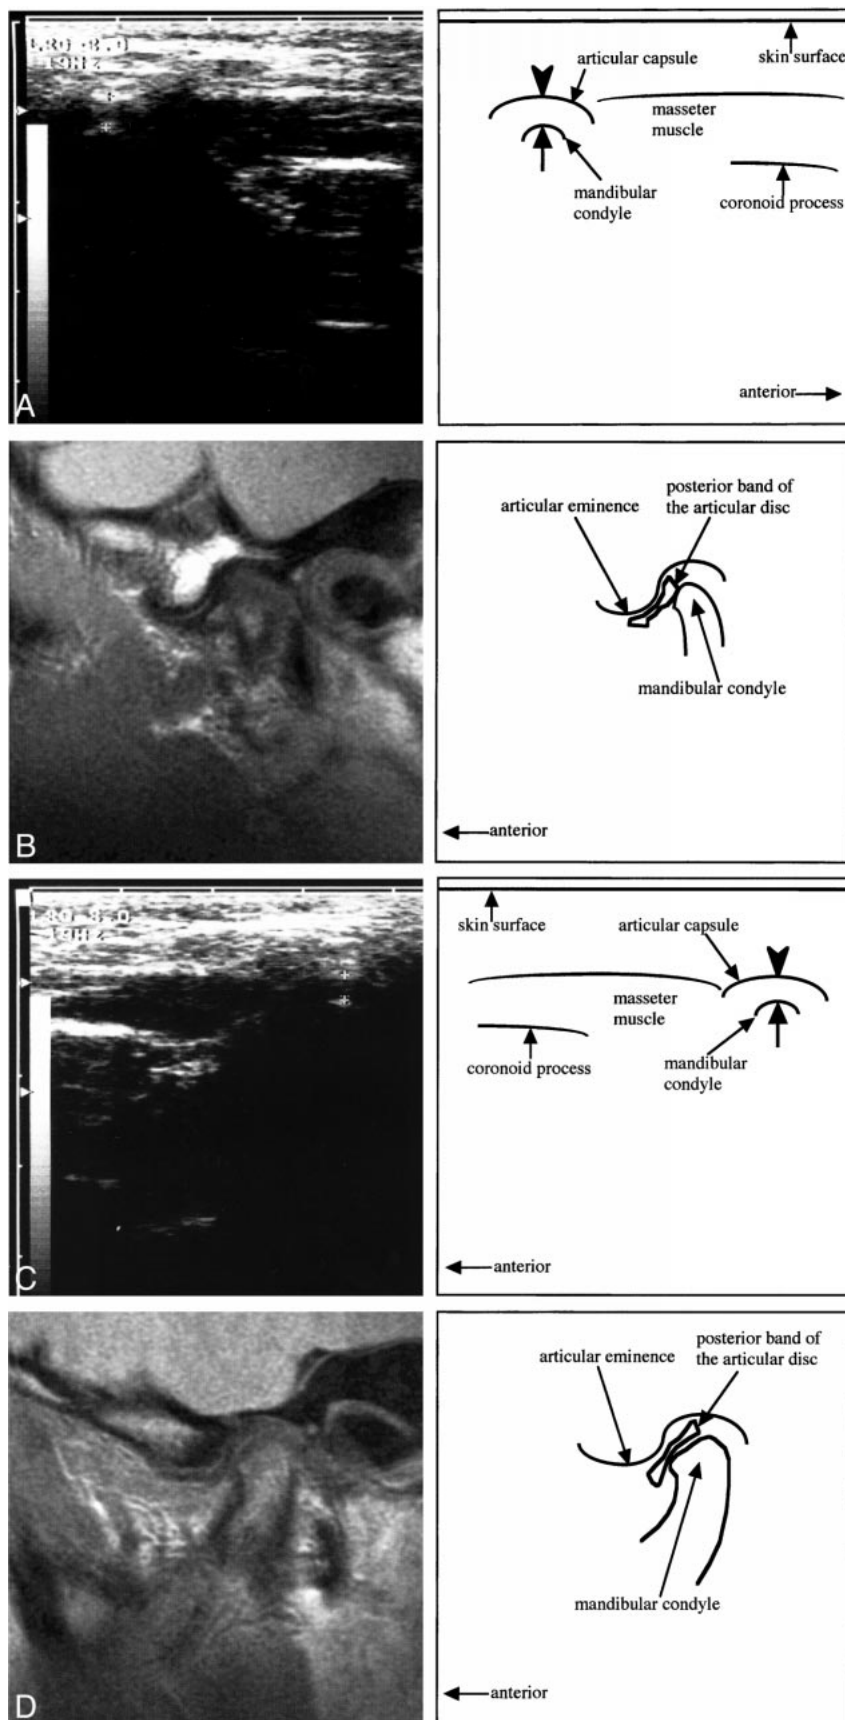 skin surface
articular capsule
masseter
muscle
mandibular
condyle
coronoid process
anterior
A
articular eminence
posterior band of
the articular disc
mandibular condyle
anterior
B
skin surface
articular capsule
masseter
muscle
coronoid process
mandibular
condyle
anterior
C
articular eminence
posterior band of
the articular disc
mandibular condyle
anterior
D